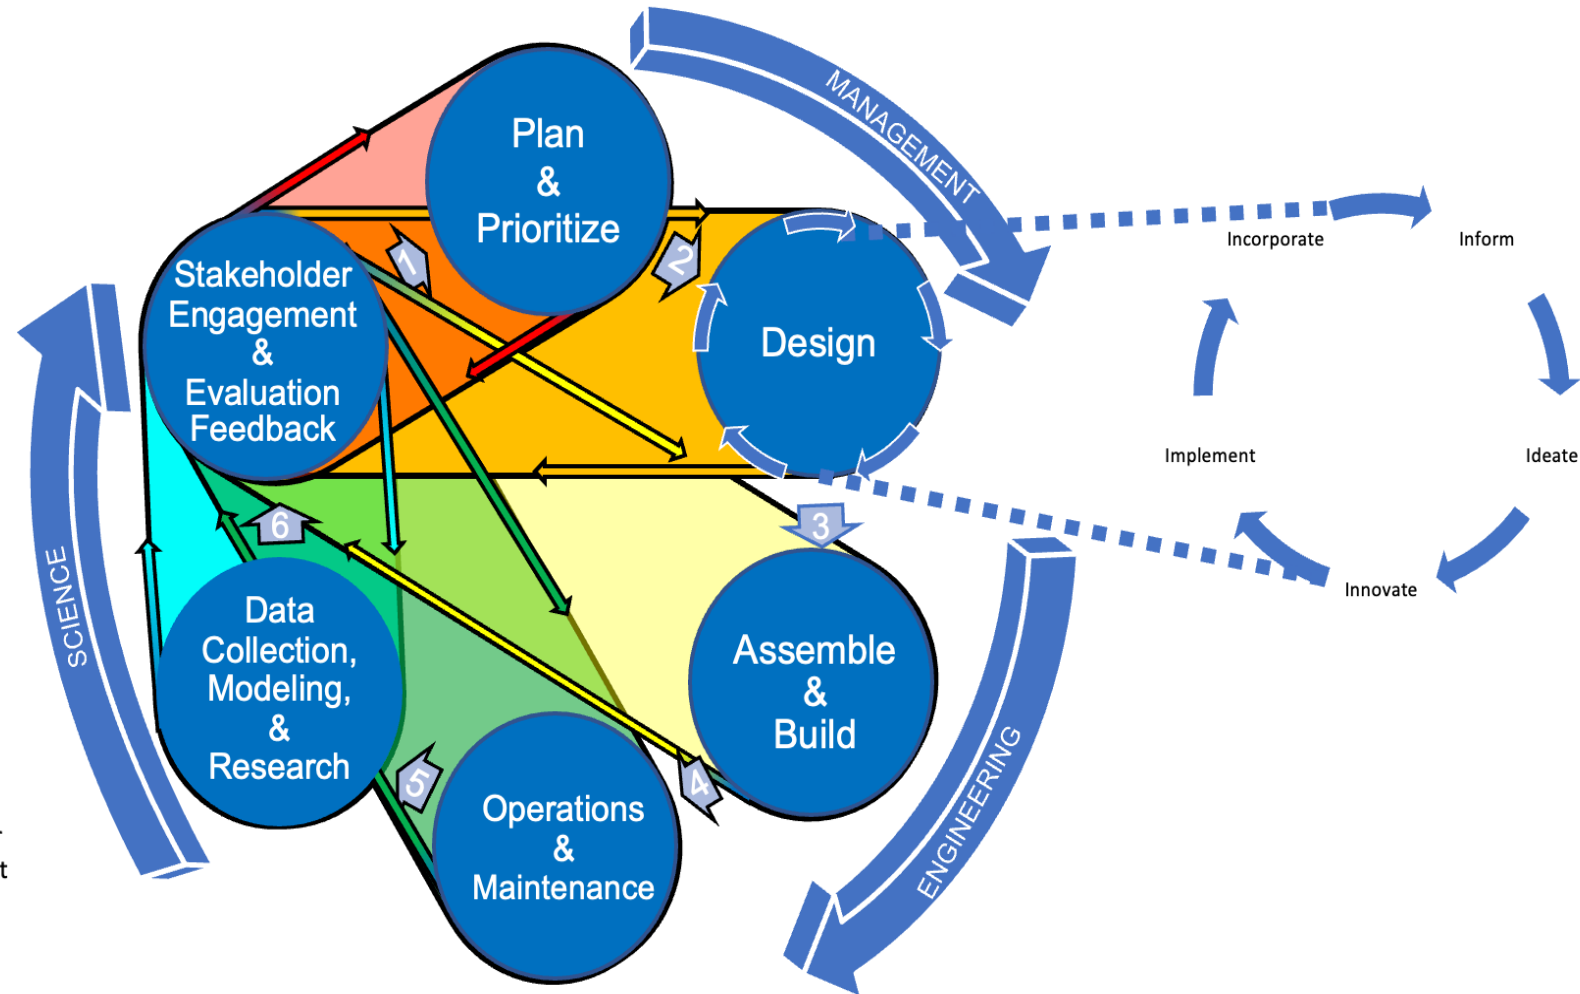 MANAGEMENT
Plan
&
Prioritize
Stakeholder
Engagement
&
Evaluation
Feedback
1
2
Design
Incorporate
Inform
Implement
Ideate
Innovate
3
6
SCIENCE
Data
Collection,
Modeling,
&
Research
Assemble
&
Build
5
4
Operations
&
Maintenance
ENGINEERING
t